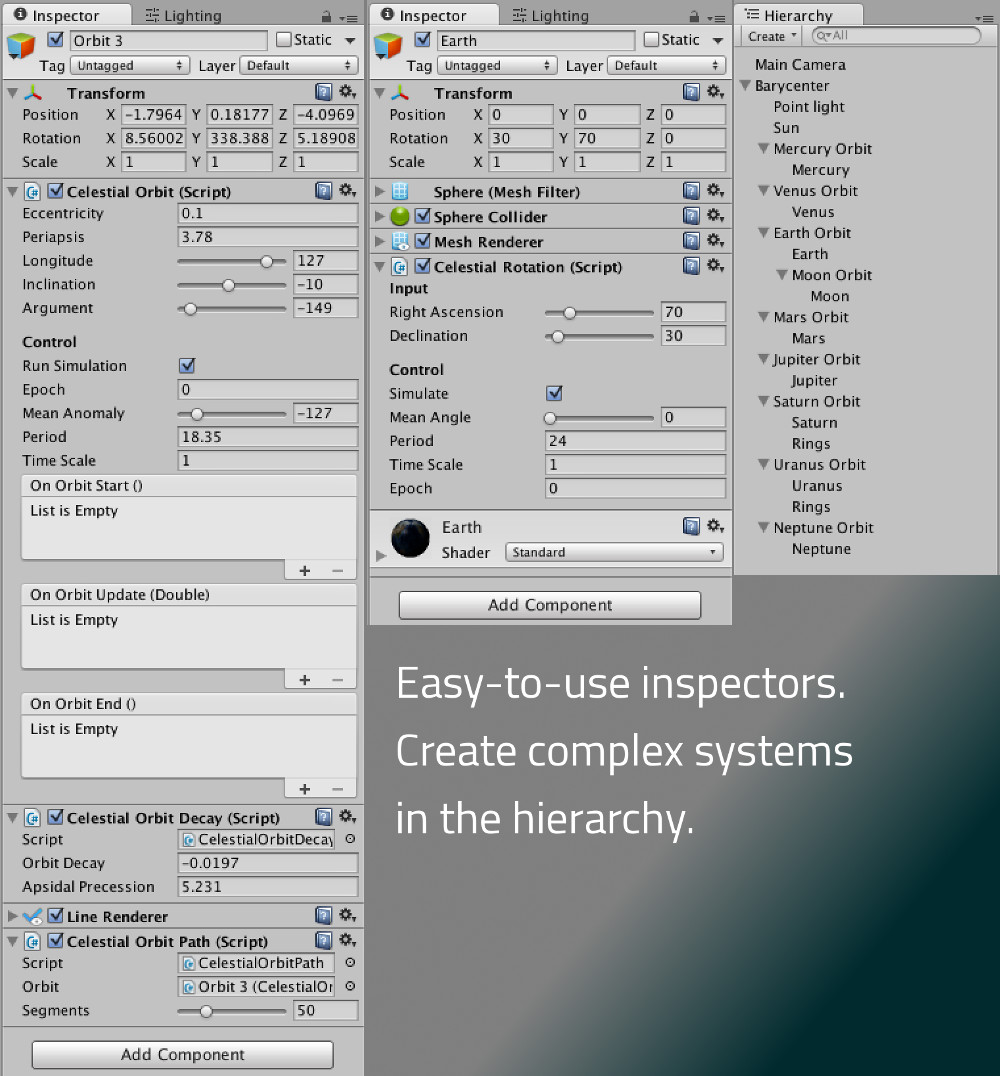 Inspector Lighting
Orbit 3 Static
Tag Untagged Layer Default
Transform
Position X -1.7964 Y 0.18177 Z -4.0969
Rotation X 8.56002 Y 338.388 Z 5.18908
Scale X 1 Y 1 Z 1
Celestial Orbit (Script)
Eccentricity 0.1
Periapsis 3.78
Longitude 127
Inclination -10
Argument -149
Control
Run Simulation
Epoch 0
Mean Anomaly -127
Period 18.35
Time Scale 1
On Orbit Start ()
List is Empty
+ −
On Orbit Update (Double)
List is Empty
+ −
On Orbit End ()
List is Empty
+ −
Celestial Orbit Decay (Script)
Script CelestialOrbitDecay
Orbit Decay -0.0197
Apsidal Precession 5.231
Line Renderer
Celestial Orbit Path (Script)
Script CelestialOrbitPath
Orbit Orbit 3 (CelestialOr
Segments 50
Add Component
Inspector Lighting
Earth Static
Tag Untagged Layer Default
Transform
Position X 0 Y 0 Z 0
Rotation X 30 Y 70 Z 0
Scale X 1 Y 1 Z 1
Sphere (Mesh Filter)
Sphere Collider
Mesh Renderer
Celestial Rotation (Script)
Input
Right Ascension 70
Declination 30
Control
Simulate
Mean Angle 0
Period 24
Time Scale 1
Epoch 0
Earth
Shader Standard
Add Component
Hierarchy
Create All
Main Camera
Barycenter
Point light
Sun
Mercury Orbit
Mercury
Venus Orbit
Venus
Earth Orbit
Earth
Moon Orbit
Moon
Mars Orbit
Mars
Jupiter Orbit
Jupiter
Saturn Orbit
Saturn
Rings
Uranus Orbit
Uranus
Rings
Neptune Orbit
Neptune
Easy-to-use inspectors.
Create complex systems
in the hierarchy.